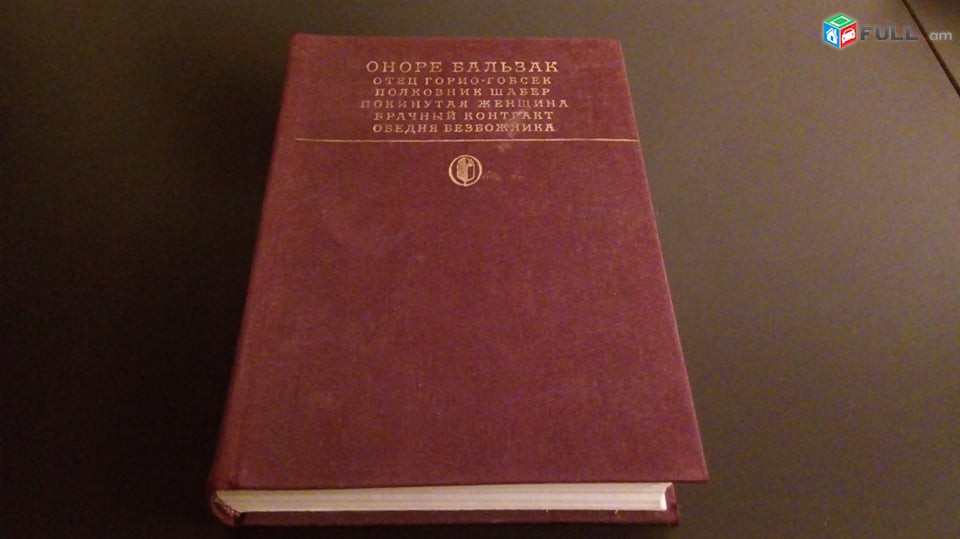 FULL.am
ОНОРЕ БАЛЬЗАК
ОТЕЦ ГОРИО·ГОБСЕК
ПОЛКОВНИК ШАБЕР
ПОКИНУТАЯ ЖЕНЩИНА
БРАЧНЫЙ КОНТРАКТ
ОБЕДНЯ БЕЗБОЖНИКА